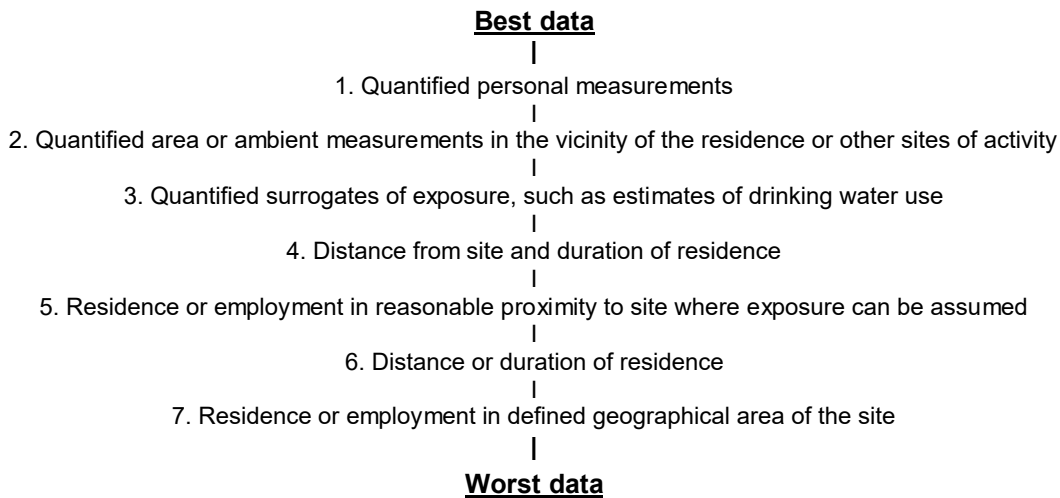 Best data
1. Quantified personal measurements
2. Quantified area or ambient measurements in the vicinity of the residence or other sites of activity
3. Quantified surrogates of exposure, such as estimates of drinking water use
4. Distance from site and duration of residence
5. Residence or employment in reasonable proximity to site where exposure can be assumed
6. Distance or duration of residence
7. Residence or employment in defined geographical area of the site
Worst data